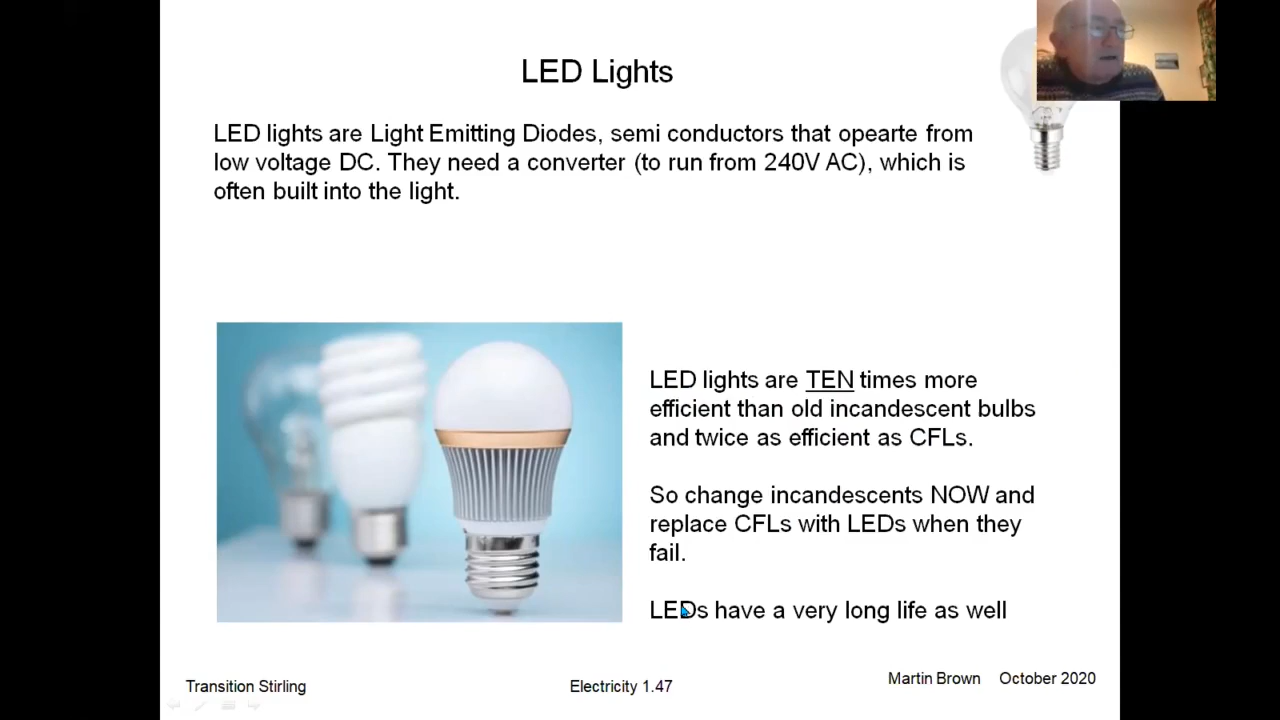 LED Lights
LED lights are Light Emitting Diodes, semi conductors that opearte from
low voltage DC. They need a converter (to run from 240V AC), which is
often built into the light.
LED lights are TEN times more
efficient than old incandescent bulbs
and twice as efficient as CFLs.
So change incandescents NOW and
replace CFLs with LEDs when they
fail.
LEDs have a very long life as well
Transition Stirling
Electricity 1.47
Martin Brown October 2020